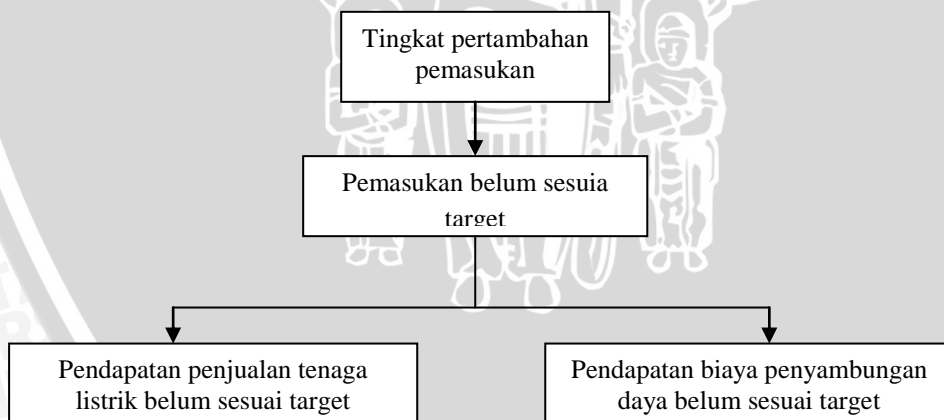 Tingkat pertambahan
pemasukan
Pemasukan belum sesuia
target
Pendapatan penjualan tenaga
listrik belum sesuai target
Pendapatan biaya penyambungan
daya belum sesuai target